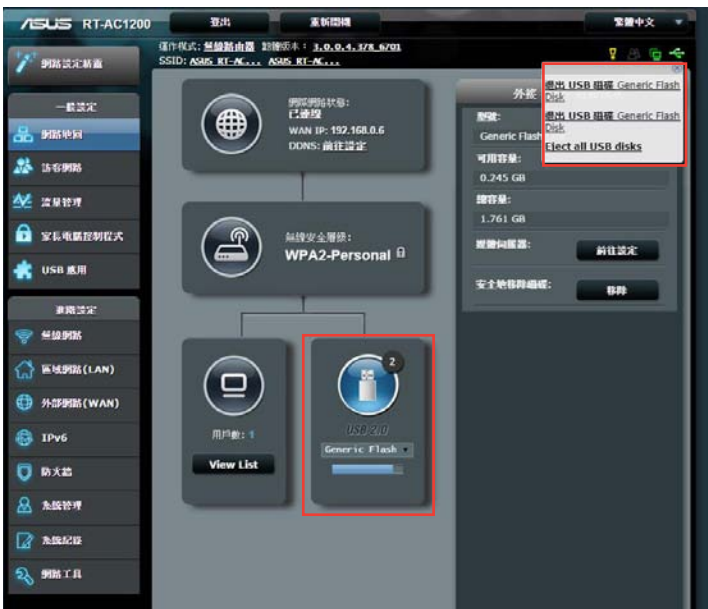 ASUS RT-AC1200
登出
重新開機
繁體中文
運作模式: 無線路由器 韌體版本: 3.0.0.4.378_6701
SSID: ASUS_RT-AC... ASUS_RT-AC...
網路設定精靈
一般設定
網路地圖
訪客網路
流量管理
家長電腦控制程式
USB 應用
進階設定
無線網路
區域網路(LAN)
外部網路(WAN)
IPv6
防火牆
系統管理
系統記錄
網路工具
網際網路狀態:
已連線
WAN IP: 192.168.0.6
DDNS: 前往設定
無線安全層級:
WPA2-Personal
用戶數: 1
View List
2
USB 2.0
Generic Flash
外接
型號:
Generic Flash
可用容量:
0.245 GB
總容量:
1.761 GB
媒體伺服器:
前往設定
安全地移除磁碟:
移除
退出 USB 磁碟 Generic Flash
Disk
退出 USB 磁碟 Generic Flash
Disk
Eject all USB disks